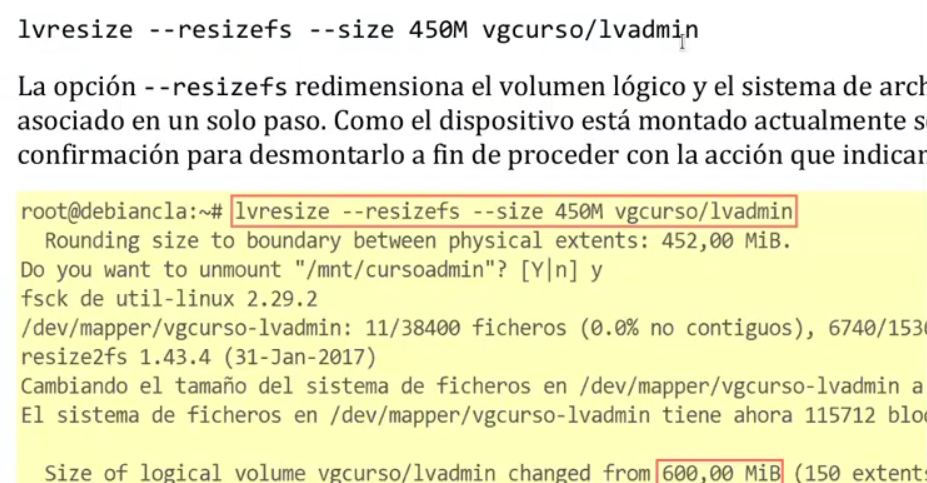 lvresize --resizefs --size 450M vgcurso/lvadmin
La opción --resizefs redimensiona el volumen lógico y el sistema de
asociado en un solo paso. Como el dispositivo está montado actualmente
confirmación para desmontarlo a fin de proceder con la acción que
root@debiancla:~# lvresize --resizefs --size 450M vgcurso/lvadmin
Rounding size to boundary between physical extents: 452,00 MiB.
Do you want to unmount "/mnt/cursoadmin"? [Y|n] y
fsck de util-linux 2.29.2
/dev/mapper/vgcurso-lvadmin: 11/38400 ficheros (0.0% no contiguos),
resize2fs 1.43.4 (31-Jan-2017)
Cambiando el tamaño del sistema de ficheros en /dev/mapper/vgcurso-lvadmin a
El sistema de ficheros en /dev/mapper/vgcurso-lvadmin tiene ahora 115712
Size of logical volume vgcurso/lvadmin changed from 600,00 MiB (150 extents